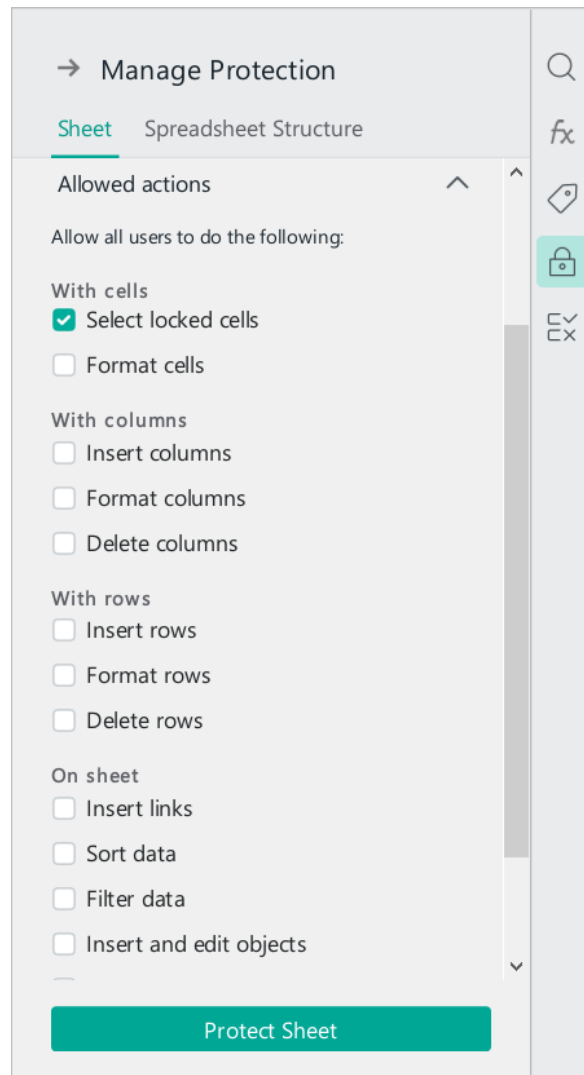 Manage Protection
Sheet Spreadsheet Structure
Allowed actions
Allow all users to do the following:
With cells
Select locked cells
Format cells
With columns
Insert columns
Format columns
Delete columns
With rows
Insert rows
Format rows
Delete rows
On sheet
Insert links
Sort data
Filter data
Insert and edit objects
Protect Sheet
fx